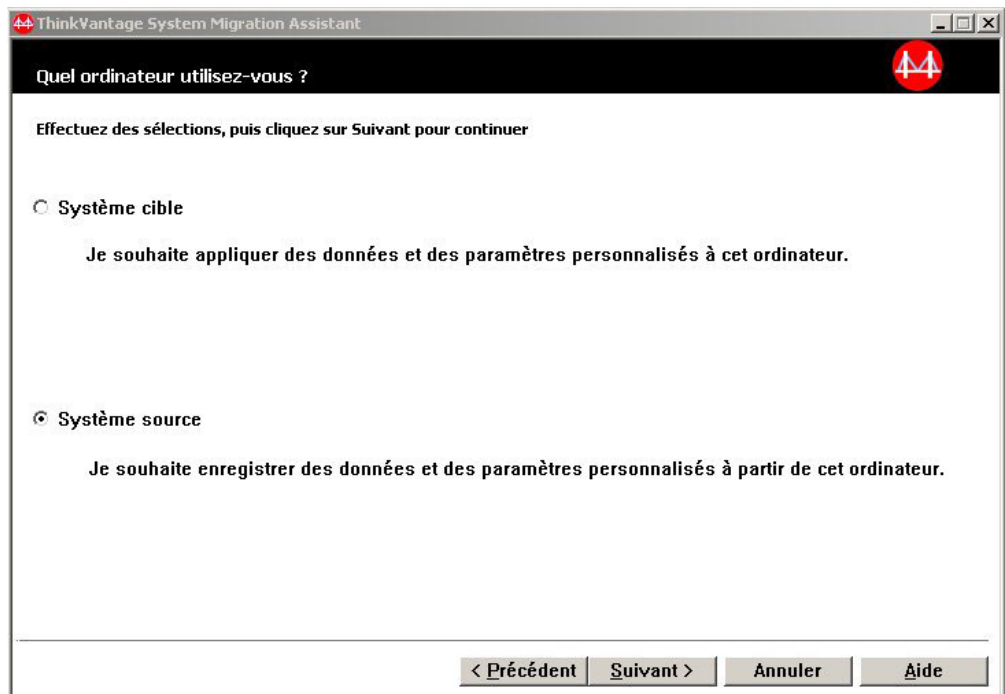 ThinkVantage System Migration Assistant
Quel ordinateur utilisez-vous ?
Effectuez des sélections, puis cliquez sur Suivant pour continuer
Système cible
Je souhaite appliquer des données et des paramètres personnalisés à cet ordinateur.
Système source
Je souhaite enregistrer des données et des paramètres personnalisés à partir de cet ordinateur.
< Précédent Suivant > Annuler Aide